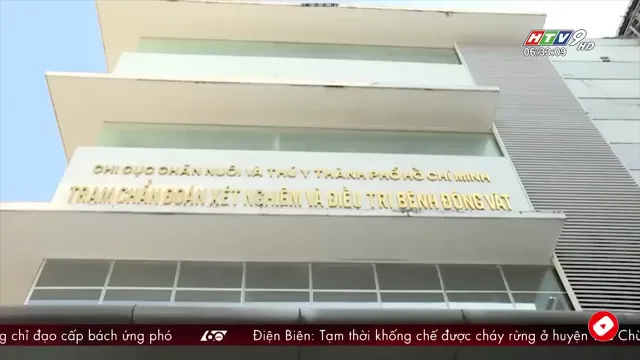 HTV9 HD
06:33:09
CHI CỤC CHĂN NUÔI VÀ THÚ Y THÀNH PHỐ HỒ CHÍ MINH
TRẠM CHẨN ĐOÁN XÉT NGHIỆM VÀ ĐIỀU TRỊ BỆNH ĐỘNG VẬT
g chỉ đạo cấp bách ứng phó 60 Điện Biên: Tạm thời khống chế được cháy rừng ở huyện Chù